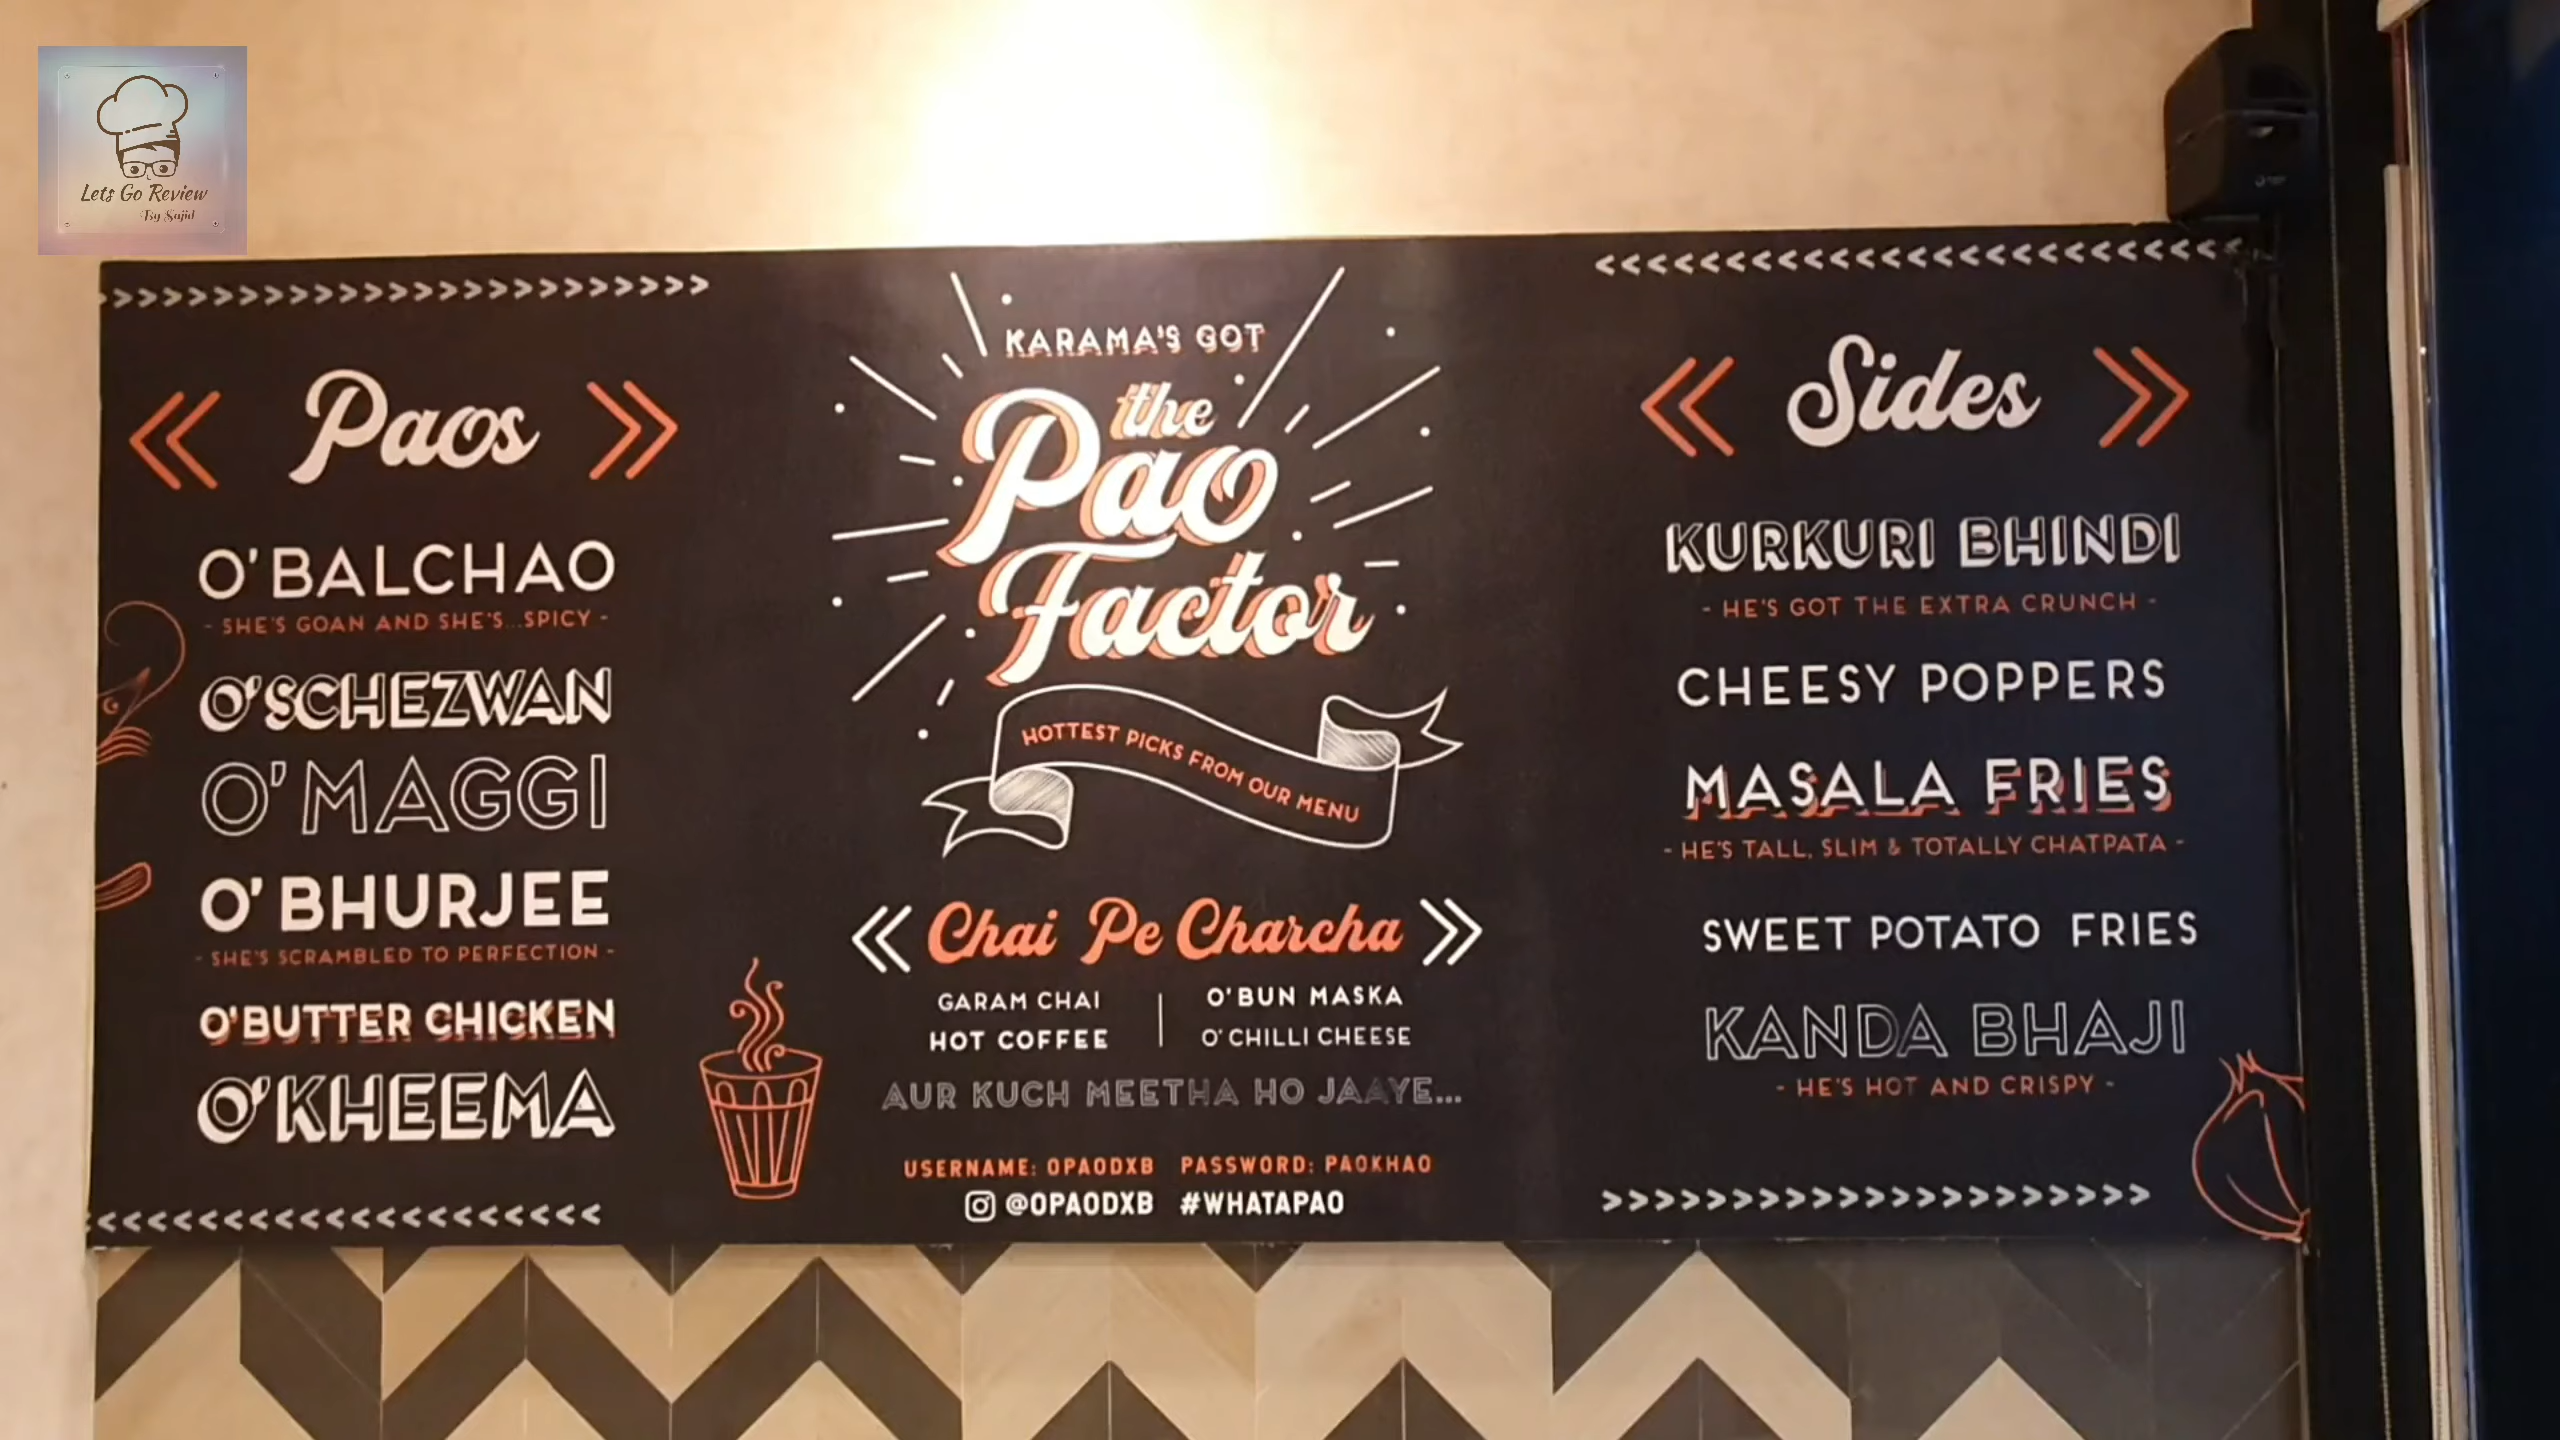 Lets Go Review
By Sajid
Paos
O'BALCHAO
- SHE'S GOAN AND SHE'S...SPICY -
O'SCHEZWAN
O'MAGGI
O'BHURJEE
- SHE'S SCRAMBLED TO PERFECTION -
O'BUTTER CHICKEN
O'KHEEMA
KARAMA'S GOT
the
Pao
Factor
HOTTEST PICKS FROM OUR MENU
Chai Pe Charcha
GARAM CHAI
HOT COFFEE
O'BUN MASKA
O'CHILLI CHEESE
AUR KUCH MEETHA HO JAAYE...
USERNAME: OPAODXB PASSWORD: PAOKHAO
@OPAODXB #WHATAPAO
Sides
KURKURI BHINDI
- HE'S GOT THE EXTRA CRUNCH -
CHEESY POPPERS
MASALA FRIES
- HE'S TALL, SLIM & TOTALLY CHATPATA -
SWEET POTATO FRIES
KANDA BHAJI
- HE'S HOT AND CRISPY -